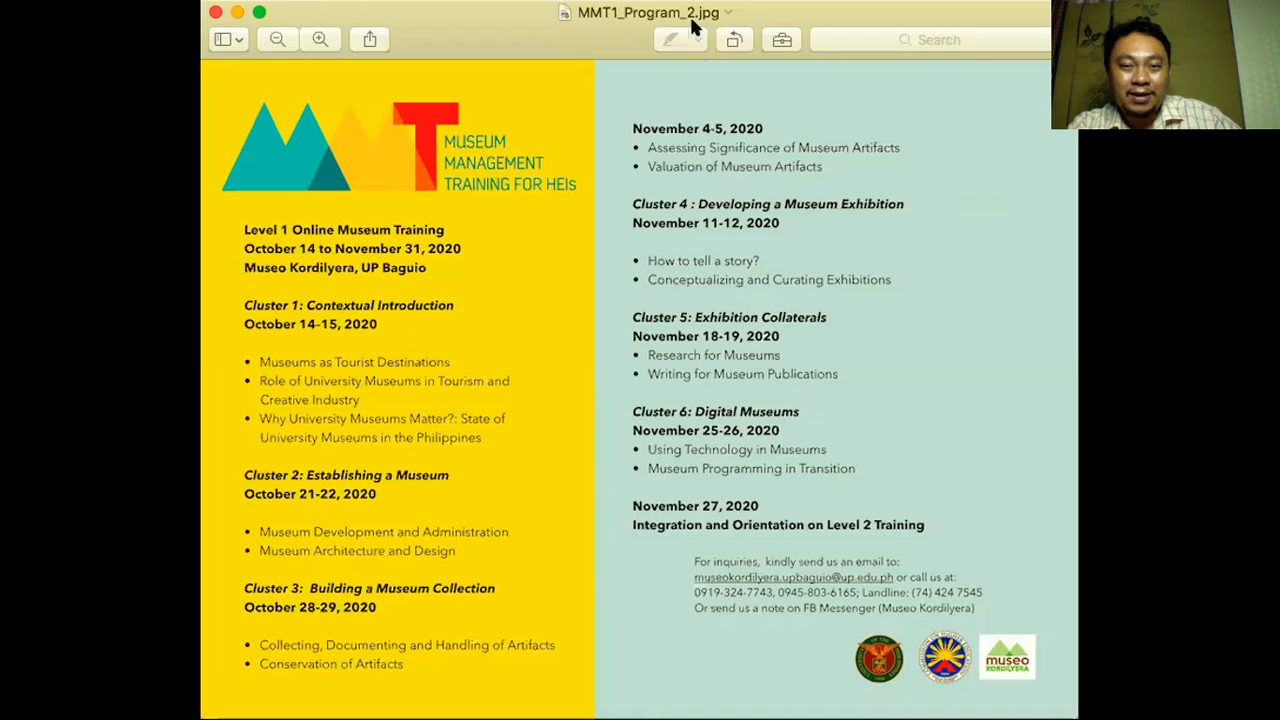 MMT1_Program_2.jpg
Search
MMT
MUSEUM
MANAGEMENT
TRAINING FOR HEIs
Level 1 Online Museum Training
October 14 to November 31, 2020
Museo Kordilyera, UP Baguio
Cluster 1: Contextual Introduction
October 14-15, 2020
• Museums as Tourist Destinations
• Role of University Museums in Tourism and
Creative Industry
• Why University Museums Matter?: State of
University Museums in the Philippines
Cluster 2: Establishing a Museum
October 21-22, 2020
• Museum Development and Administration
• Museum Architecture and Design
Cluster 3: Building a Museum Collection
October 28-29, 2020
• Collecting, Documenting and Handling of Artifacts
• Conservation of Artifacts
November 4-5, 2020
• Assessing Significance of Museum Artifacts
• Valuation of Museum Artifacts
Cluster 4 : Developing a Museum Exhibition
November 11-12, 2020
• How to tell a story?
• Conceptualizing and Curating Exhibitions
Cluster 5: Exhibition Collaterals
November 18-19, 2020
• Research for Museums
• Writing for Museum Publications
Cluster 6: Digital Museums
November 25-26, 2020
• Using Technology in Museums
• Museum Programming in Transition
November 27, 2020
Integration and Orientation on Level 2 Training
For inquiries, kindly send us an email to:
museokordilyera.upbaguio@up.edu.ph or call us at:
0919-324-7743, 0945-803-6165; Landline: (74) 424 7545
Or send us a note on FB Messenger (Museo Kordilyera)
museo
KORDILYERA